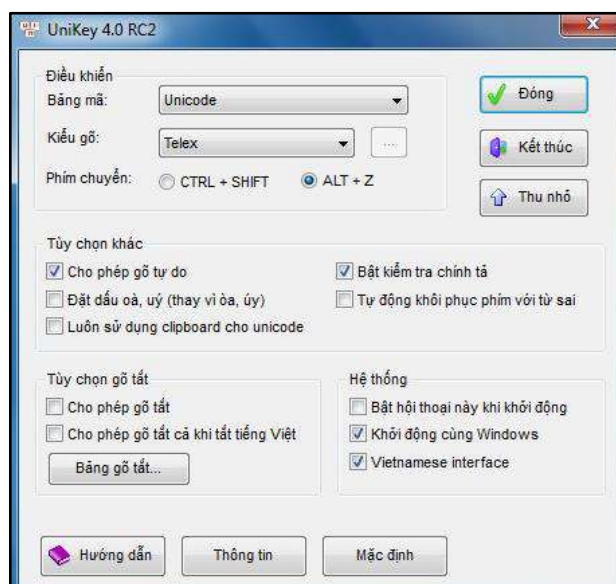 UniKey 4.0 RC2
Điều khiển
Bảng mã: Unicode
Đóng
Kiểu gõ: Telex ...
Kết thúc
Phím chuyển: CTRL + SHIFT ALT + Z
Thu nhỏ
Tùy chọn khác
Cho phép gõ tự do
Bật kiểm tra chính tả
Đặt dấu oà, uý (thay vì òa, úy)
Tự động khôi phục phím với từ sai
Luôn sử dụng clipboard cho unicode
Tùy chọn gõ tắt
Cho phép gõ tắt
Cho phép gõ tắt cả khi tắt tiếng Việt
Bảng gõ tắt...
Hệ thống
Bật hội thoại này khi khởi động
Khởi động cùng Windows
Vietnamese interface
Hướng dẫn
Thông tin
Mặc định